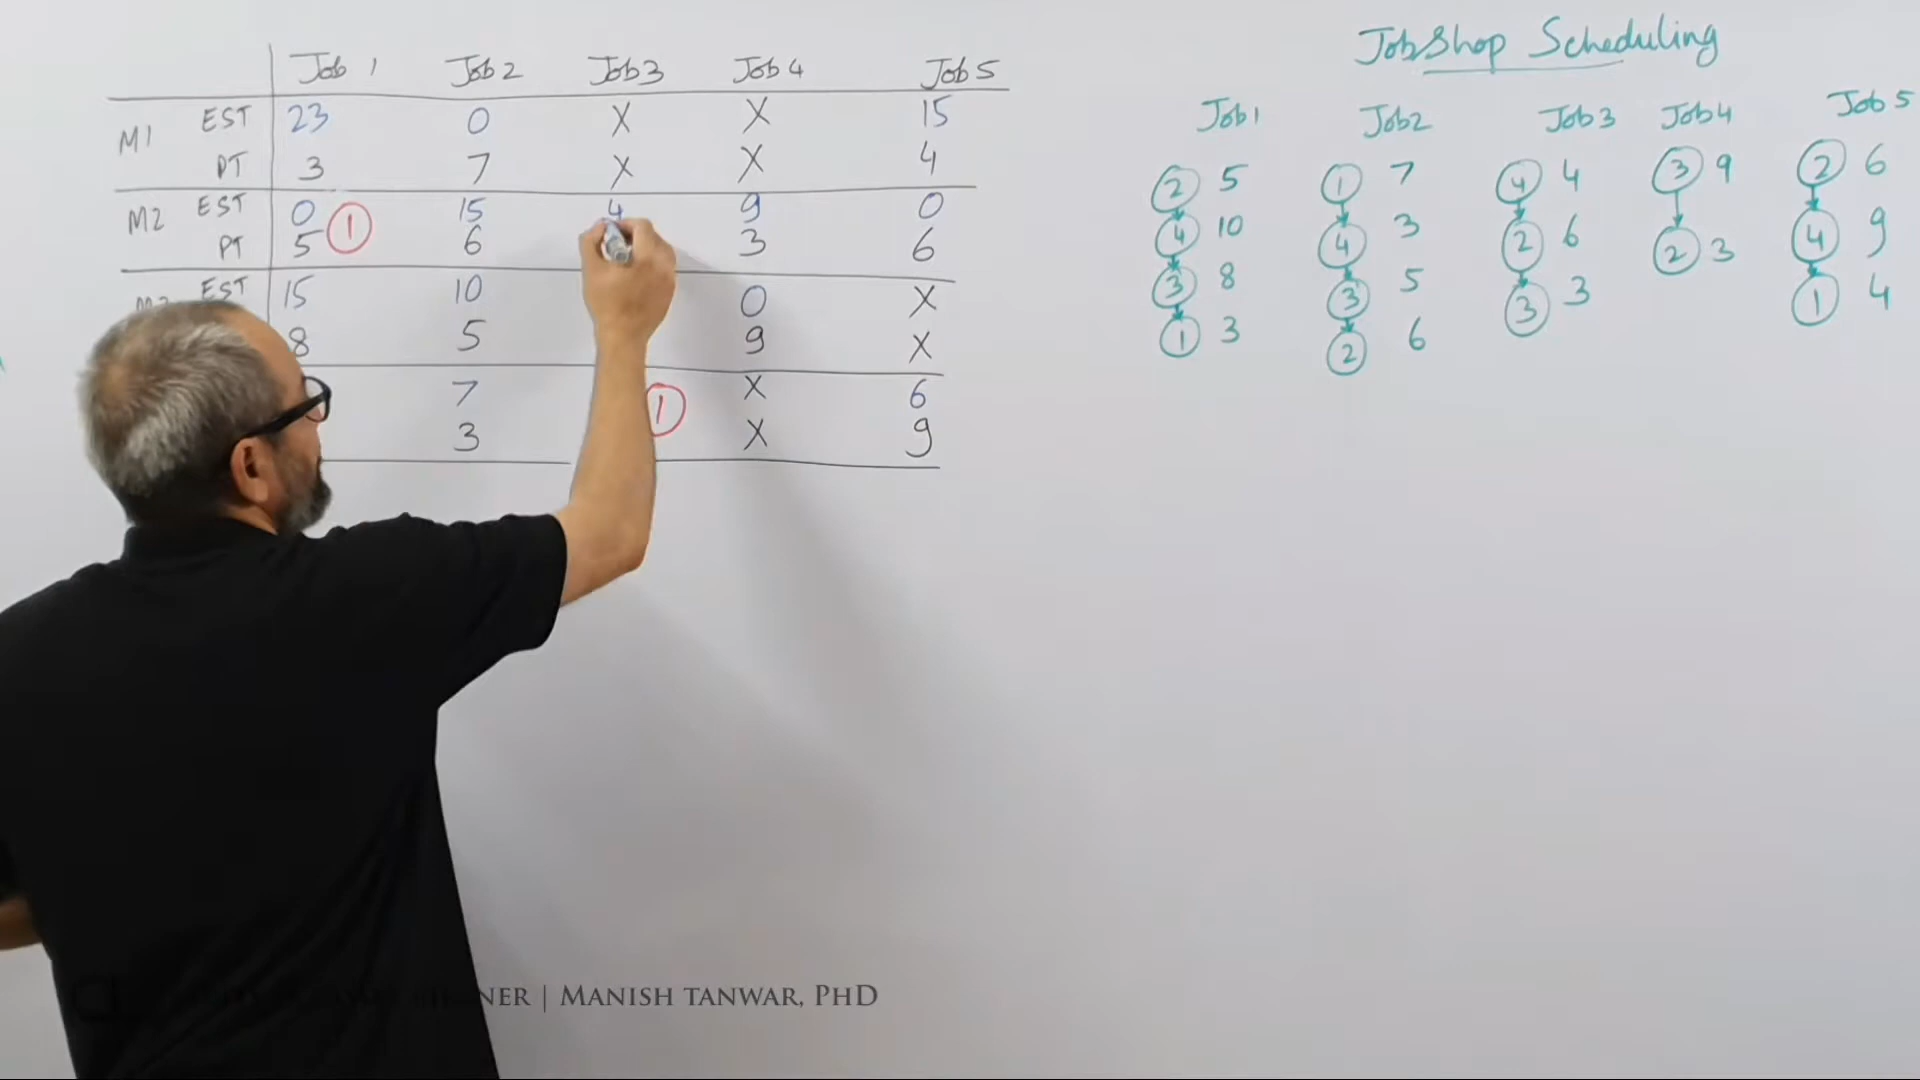 JobShop Scheduling
Job 1 Job 2 Job 3 Job 4 Job 5
M1 EST 23 0 X X 15
PT 3 7 X X 4
M2 EST 0 1 15 4 9 0
PT 5 6 3 6
EST 15 10 0 X
8 5 9 X
7 1 X 6
3 X 9
Job1 Job2 Job3 Job4 Job5
2 5 1 7 4 4 3 9 2 6
4 10 4 3 2 6 2 3 4 9
3 8 3 5 3 3 1 4
1 3 2 6
| MANISH TANWAR, PHD